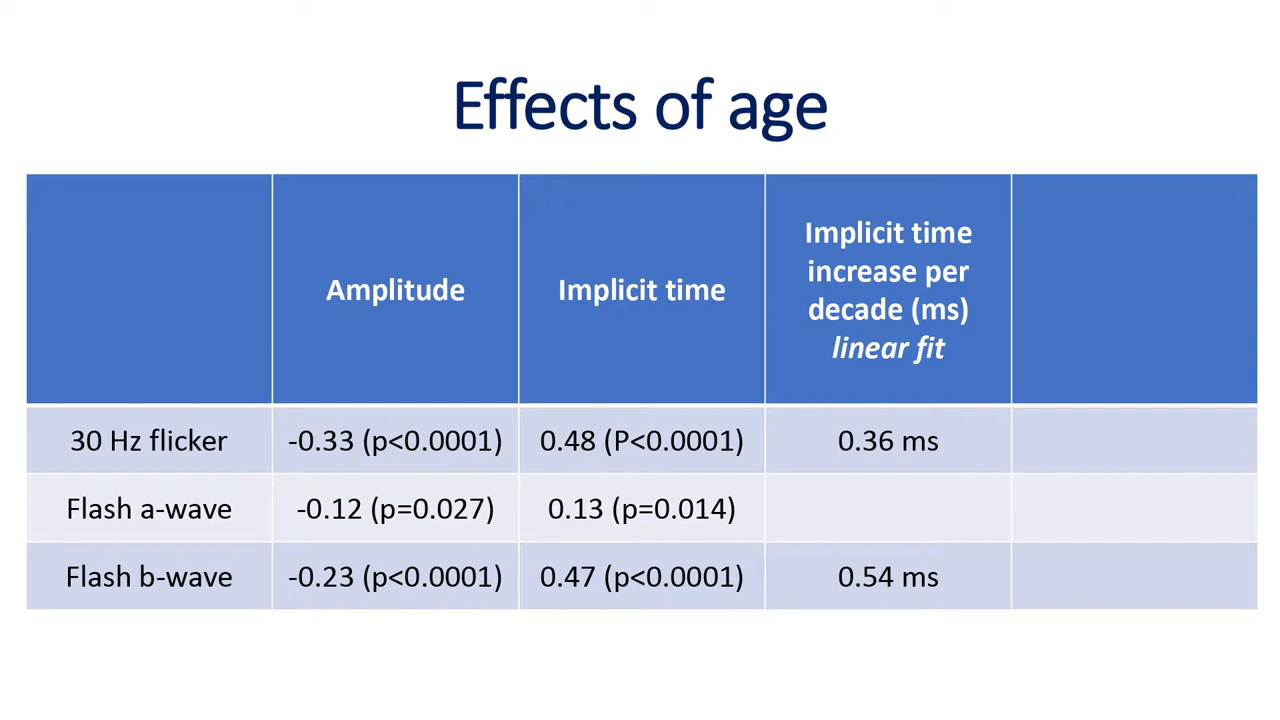 Effects of age
Amplitude
Implicit time
Implicit time
increase per
decade (ms)
linear fit
30 Hz flicker
-0.33 (p<0.0001)
0.48 (P<0.0001)
0.36 ms
Flash a-wave
-0.12 (p=0.027)
0.13 (p=0.014)
Flash b-wave
-0.23 (p<0.0001)
0.47 (p<0.0001)
0.54 ms